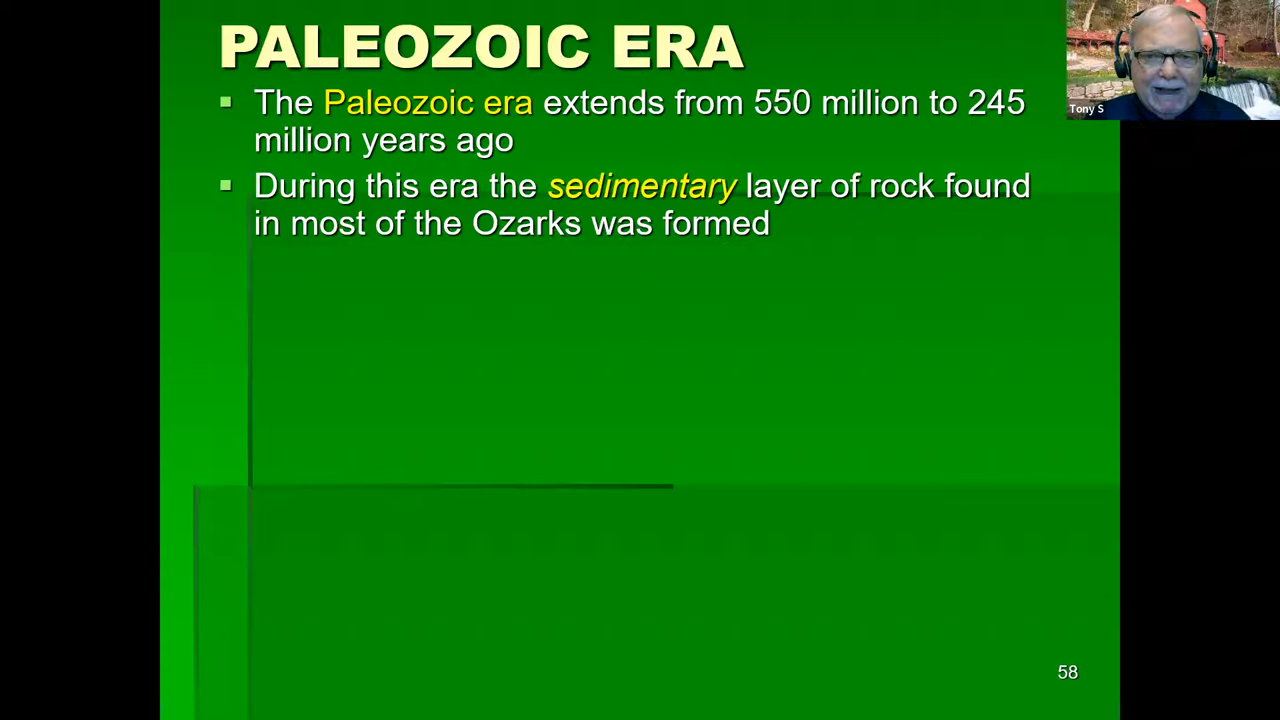 PALEOZOIC ERA
The Paleozoic era extends from 550 million to 245
million years ago
During this era the sedimentary layer of rock found
in most of the Ozarks was formed
Tony S
58